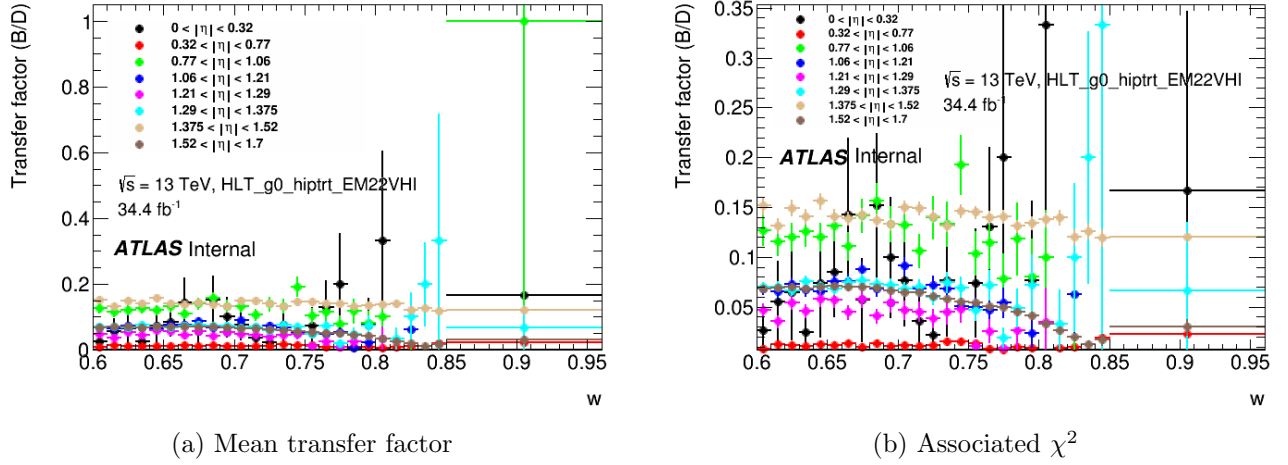 Transfer factor (B/D)
1
0.8
0.6
0.4
0.2
0
0 < |η| < 0.32
0.32 < |η| < 0.77
0.77 < |η| < 1.06
1.06 < |η| < 1.21
1.21 < |η| < 1.29
1.29 < |η| < 1.375
1.375 < |η| < 1.52
1.52 < |η| < 1.7
√s = 13 TeV, HLT_g0_hiptrt_EM22VHI
34.4 fb⁻¹
ATLAS Internal
0.6 0.65 0.7 0.75 0.8 0.85 0.9 0.95
w
(a) Mean transfer factor
Transfer factor (B/D)
0.35
0.3
0.25
0.2
0.15
0.1
0.05
0 < |η| < 0.32
0.32 < |η| < 0.77
0.77 < |η| < 1.06
1.06 < |η| < 1.21
1.21 < |η| < 1.29
1.29 < |η| < 1.375
1.375 < |η| < 1.52
1.52 < |η| < 1.7
√s = 13 TeV, HLT_g0_hiptrt_EM22VHI
34.4 fb⁻¹
ATLAS Internal
0.6 0.65 0.7 0.75 0.8 0.85 0.9 0.95
w
(b) Associated χ²